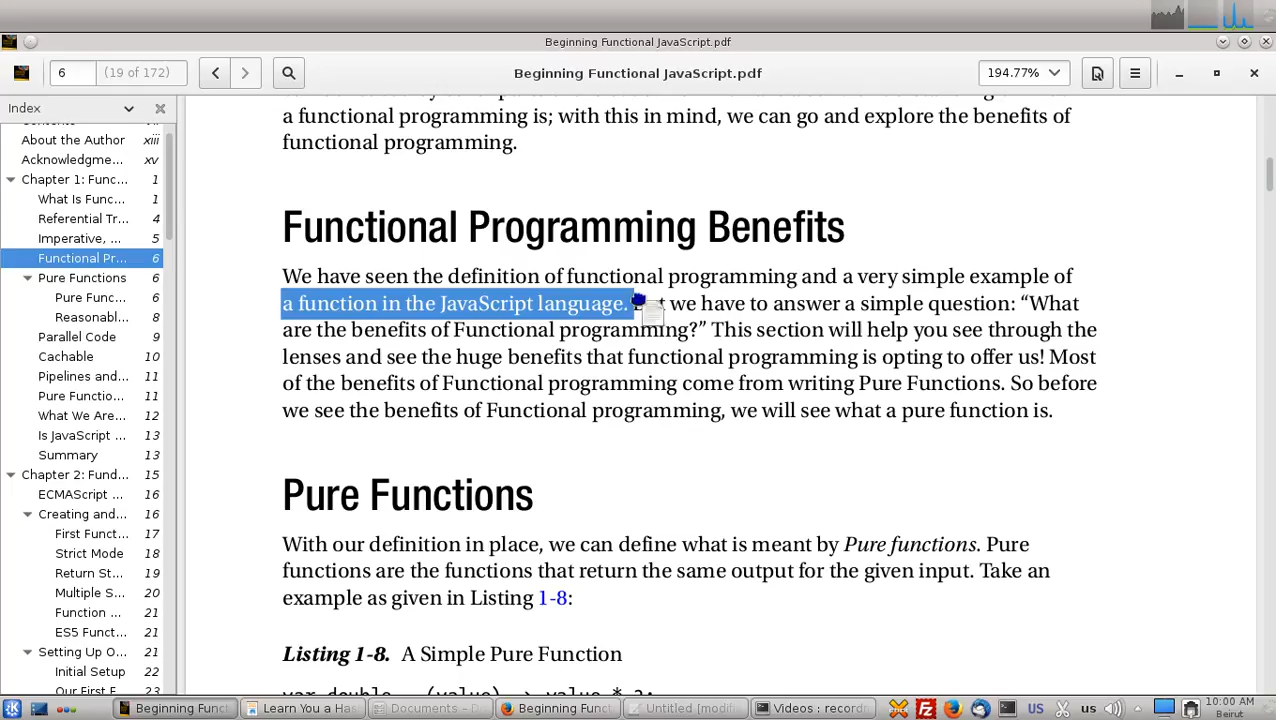 Beginning Functional JavaScript.pdf
6
(19 of 172)
Beginning Functional JavaScript.pdf
194.77%
Index
About the Author xiii
Acknowledgme... xv
Chapter 1: Func... 1
What Is Func... 1
Referential Tr... 4
Imperative, ... 5
Functional Pr... 6
Pure Functions 6
Pure Func... 6
Reasonabl... 8
Parallel Code 9
Cachable 10
Pipelines and... 11
Pure Functio... 11
What We Are... 12
Is JavaScript ... 13
Summary 13
Chapter 2: Fund... 15
ECMAScript ... 16
Creating and... 16
First Funct... 17
Strict Mode 18
Return St... 19
Multiple S... 20
Function ... 21
ES5 Funct... 21
Setting Up O... 21
Initial Setup 22
Our First F... 23
a functional programming is; with this in mind, we can go and explore the benefits of
functional programming.
Functional Programming Benefits
We have seen the definition of functional programming and a very simple example of
a function in the JavaScript language. we have to answer a simple question: “What
are the benefits of Functional programming?” This section will help you see through the
lenses and see the huge benefits that functional programming is opting to offer us! Most
of the benefits of Functional programming come from writing Pure Functions. So before
we see the benefits of Functional programming, we will see what a pure function is.
Pure Functions
With our definition in place, we can define what is meant by Pure functions. Pure
functions are the functions that return the same output for the given input. Take an
example as given in Listing 1-8:
Listing 1-8. A Simple Pure Function
Beginning Func
Learn You a Has
Documents – D
Beginning Func
Untitled [modif
Videos : record
US
us
10:00 AM
Beirut